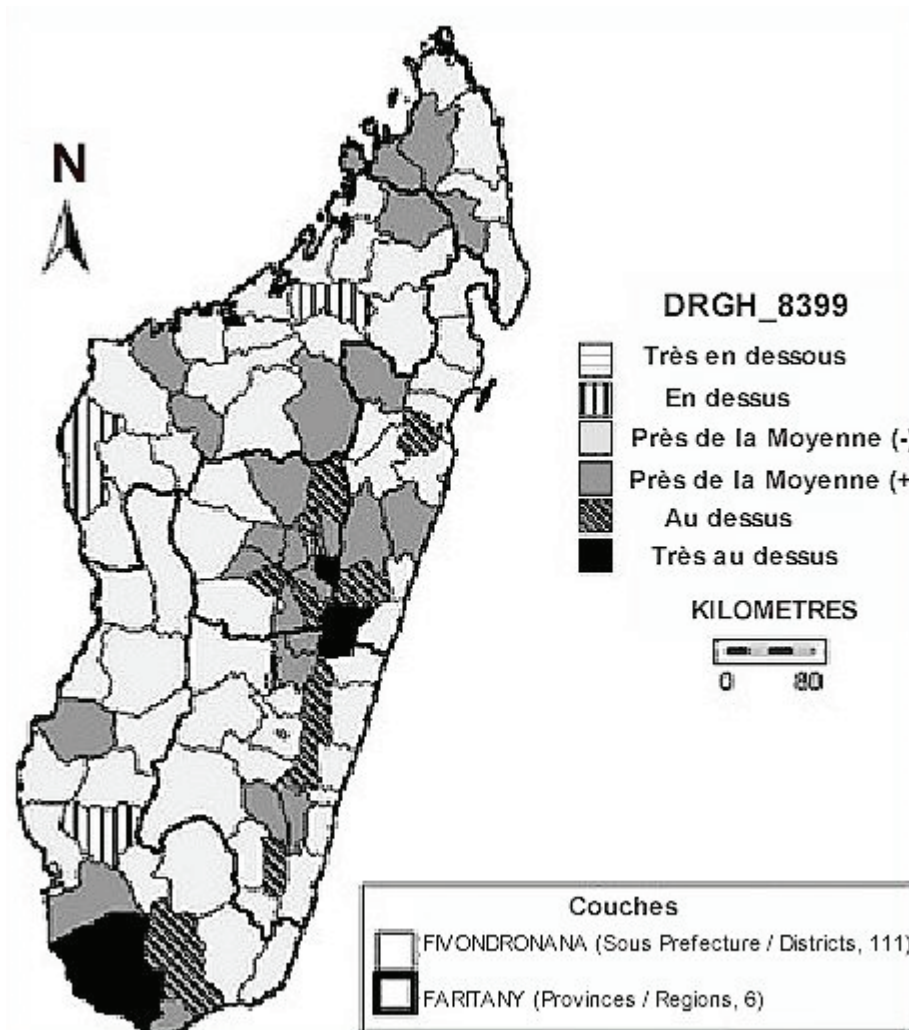 N
DRGH_8399
Très en dessous
En dessus
Près de la Moyenne (-)
Près de la Moyenne (+
Au dessus
Très au dessus
KILOMETRES
0 80
Couches
FIVONDRONANA (Sous Prefecture / Districts, 111)
FARITANY (Provinces / Regions, 6)